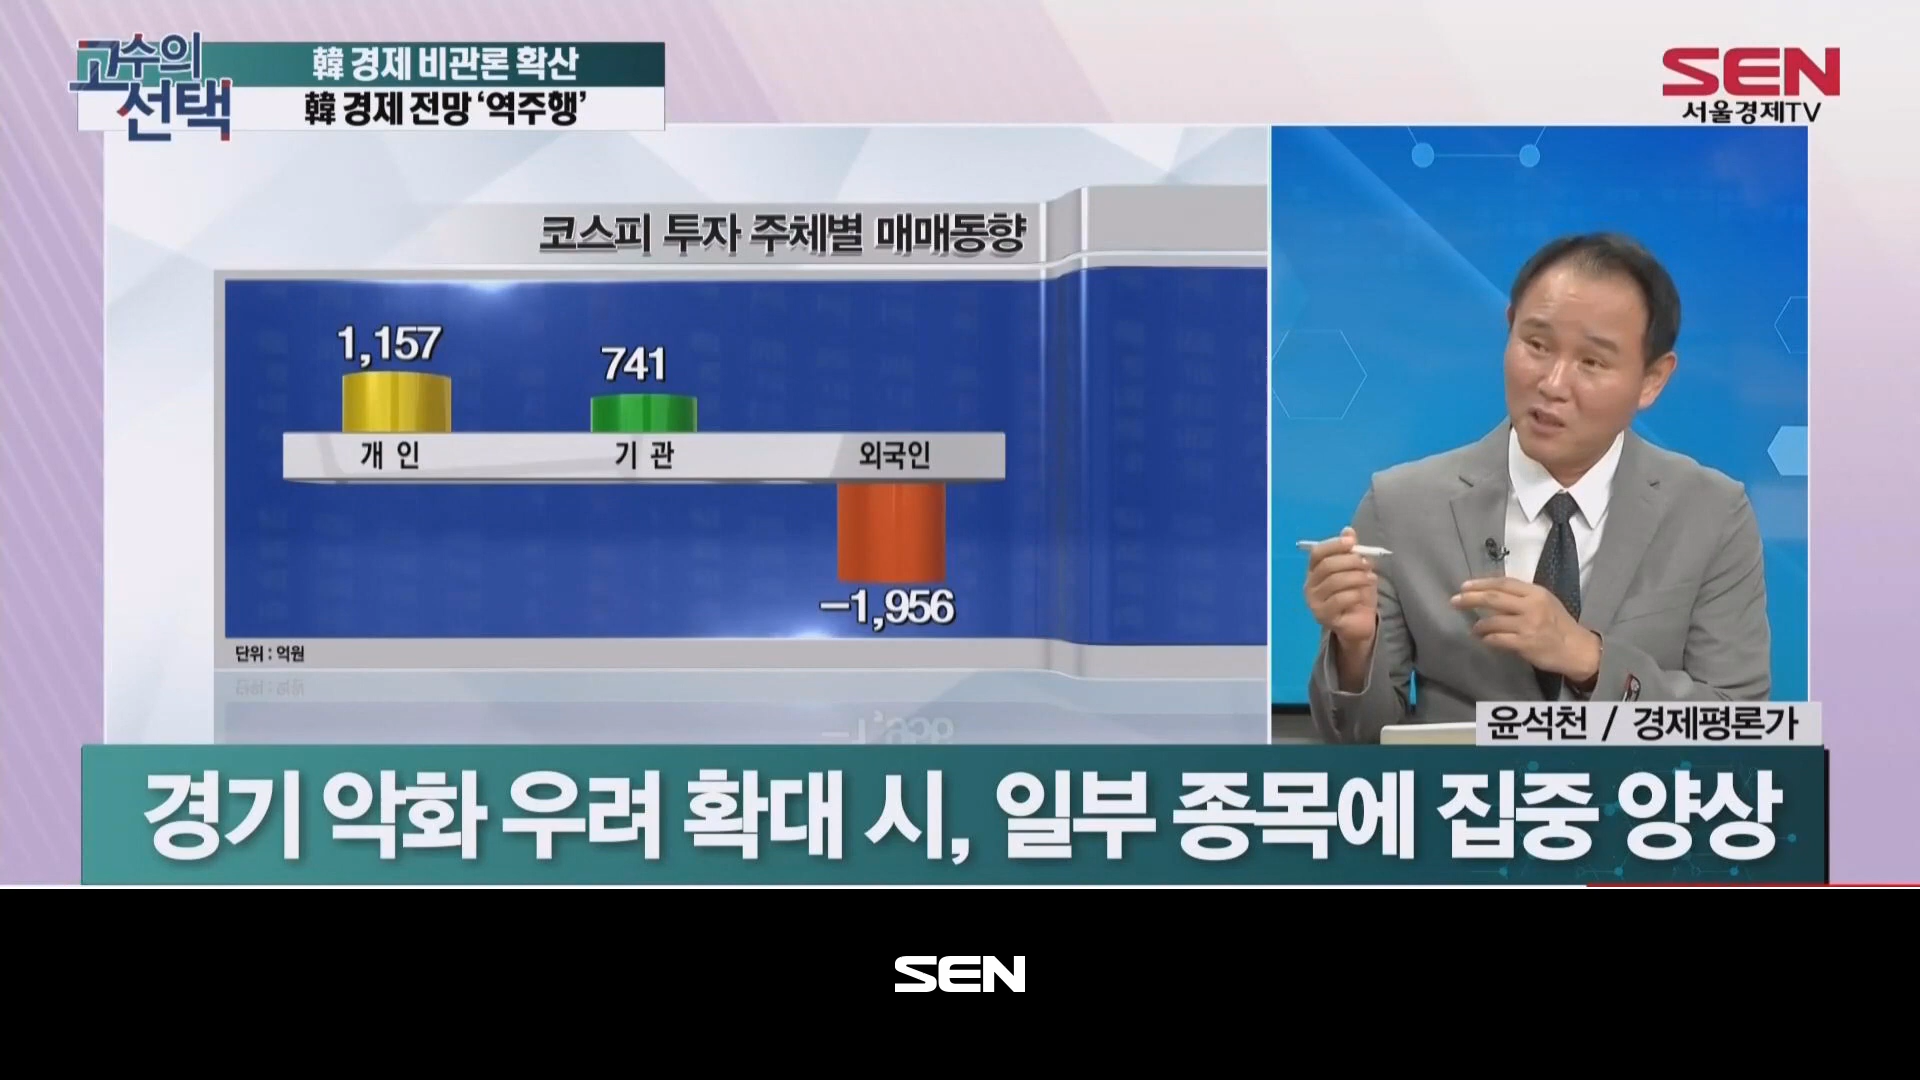 고수의
선택
韓 경제 비관론 확산
韓 경제 전망 ‘역주행’
SEN
서울경제TV
코스피 투자 주체별 매매동향
1,157
741
개 인
기 관
외국인
–1,956
단위 : 억원
윤석천 / 경제평론가
경기 악화 우려 확대 시, 일부 종목에 집중 양상
SEN